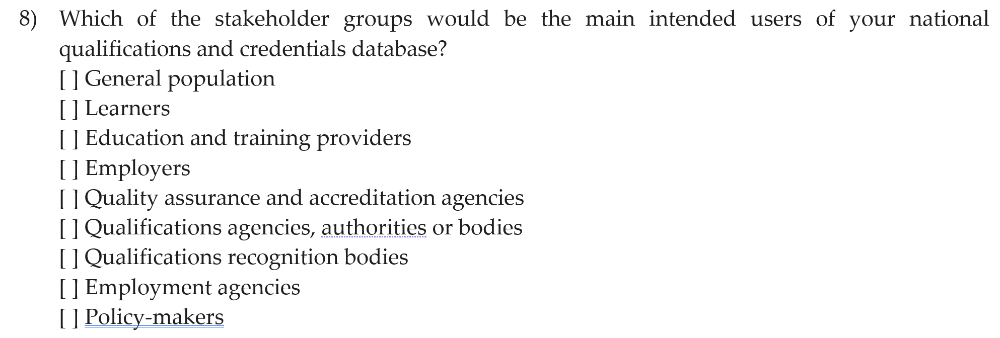 8) Which of the stakeholder groups would be the main intended users of your national
qualifications and credentials database?
[ ] General population
[ ] Learners
[ ] Education and training providers
[ ] Employers
[ ] Quality assurance and accreditation agencies
[ ] Qualifications agencies, authorities or bodies
[ ] Qualifications recognition bodies
[ ] Employment agencies
[ ] Policy-makers